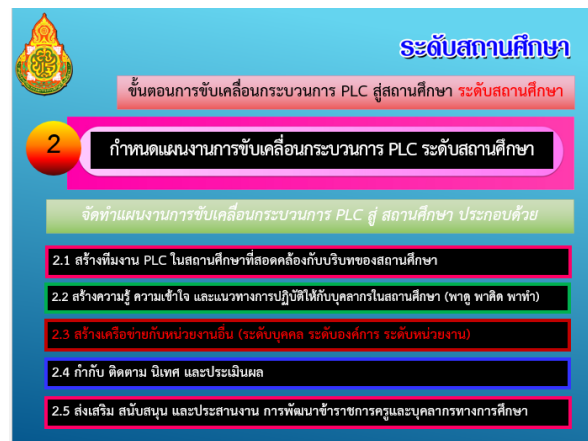 ระดับสถานศึกษา
ขั้นตอนการขับเคลื่อนกระบวนการ PLC สู่สถานศึกษา ระดับสถานศึกษา
2
กำหนดแผนงานการขับเคลื่อนกระบวนการ PLC ระดับสถานศึกษา
จัดทำแผนงานการขับเคลื่อนกระบวนการ PLC สู่ สถานศึกษา ประกอบด้วย
2.1 สร้างทีมงาน PLC ในสถานศึกษาที่สอดคล้องกับบริบทของสถานศึกษา
2.2 สร้างความรู้ ความเข้าใจ และแนวทางการปฏิบัติให้กับบุคลากรในสถานศึกษา (พาดู พาคิด พาทำ)
2.3 สร้างเครือข่ายกับหน่วยงานอื่น (ระดับบุคคล ระดับองค์การ ระดับหน่วยงาน)
2.4 กำกับ ติดตาม นิเทศ และประเมินผล
2.5 ส่งเสริม สนับสนุน และประสานงาน การพัฒนาข้าราชการครูและบุคลากรทางการศึกษา